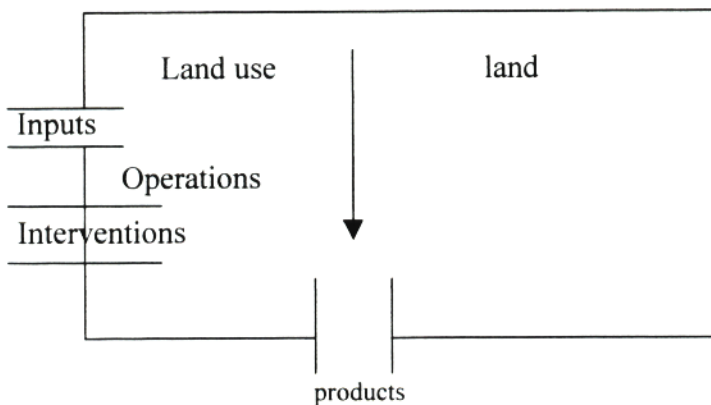 Land use
land
Inputs
Operations
Interventions
products